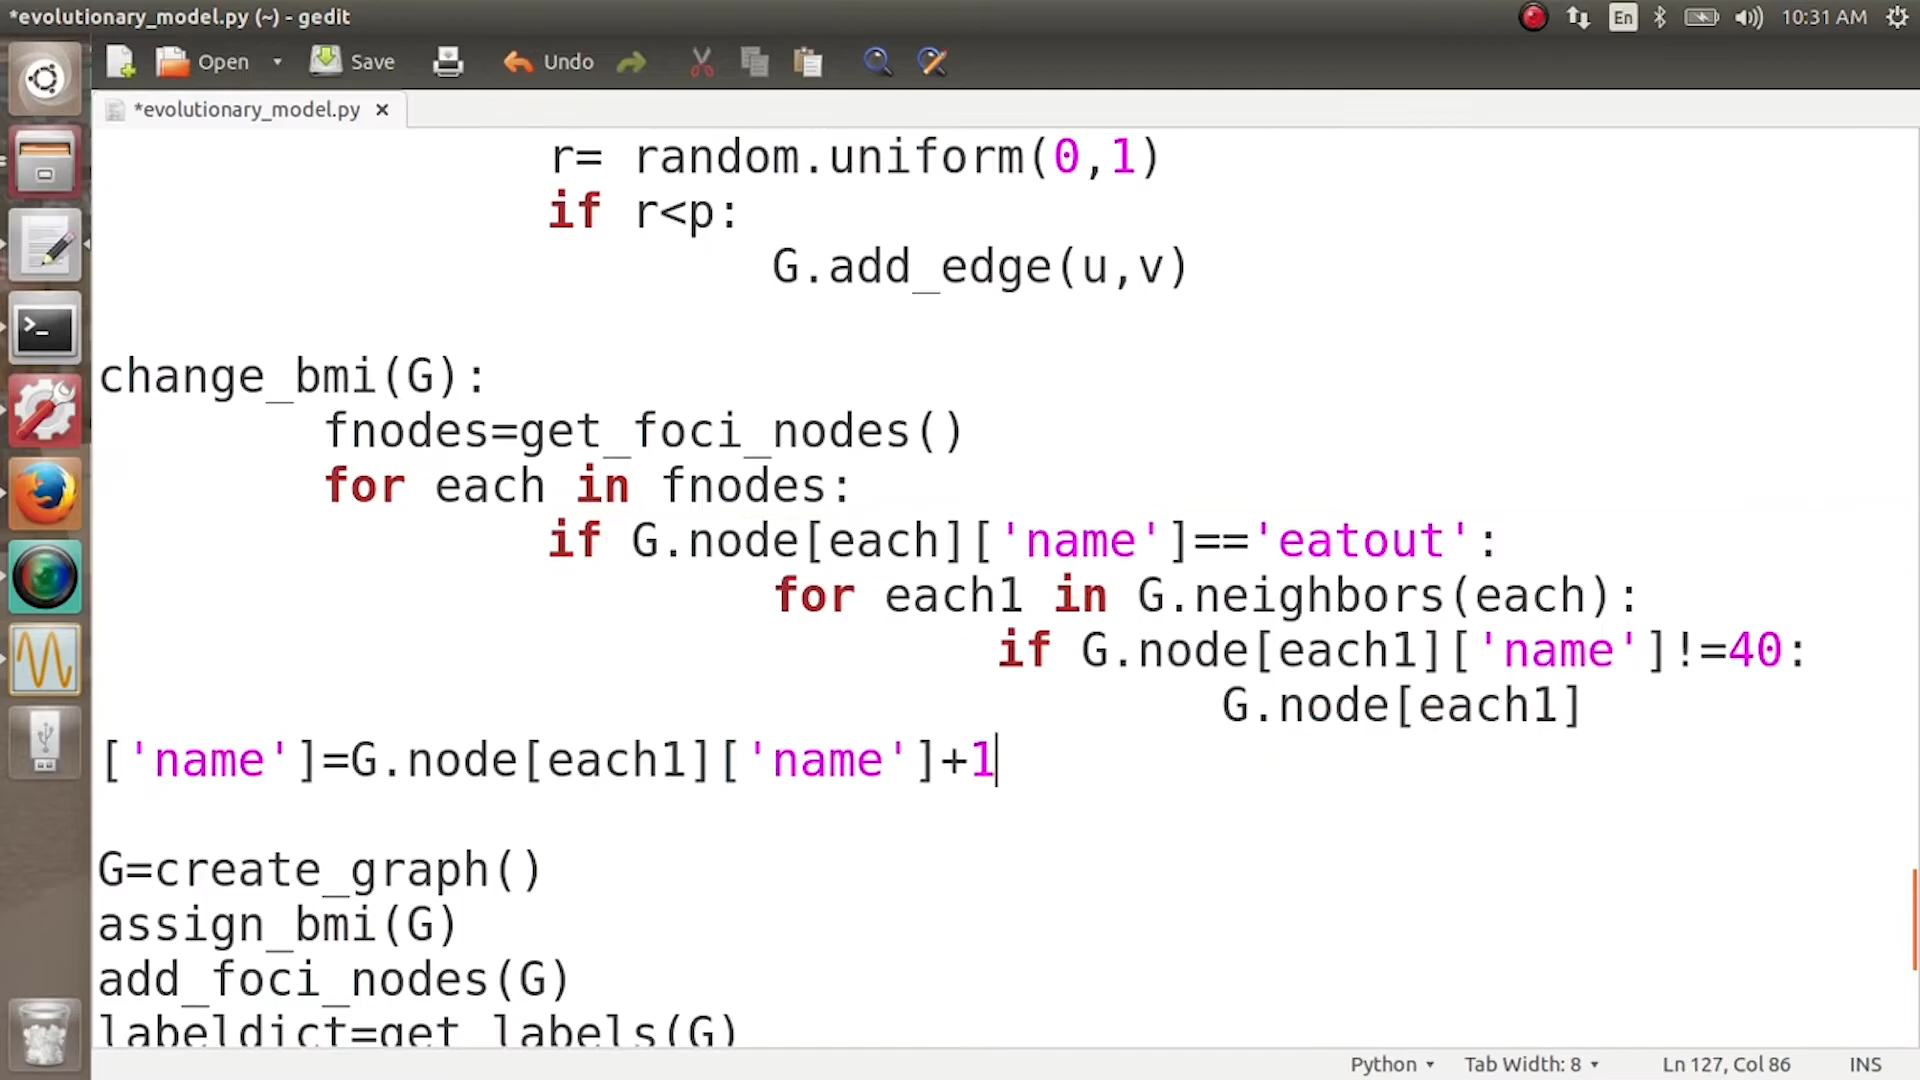 *evolutionary_model.py (~) - gedit
En
10:31 AM
Open
Save
Undo
*evolutionary_model.py ×
r= random.uniform(0,1)
if r<p:
G.add_edge(u,v)
change_bmi(G):
fnodes=get_foci_nodes()
for each in fnodes:
if G.node[each]['name']=='eatout':
for each1 in G.neighbors(each):
if G.node[each1]['name']!=40:
G.node[each1]
['name']=G.node[each1]['name']+1
G=create_graph()
assign_bmi(G)
add_foci_nodes(G)
labeldict=get_labels(G)
Python
Tab Width: 8
Ln 127, Col 86
INS